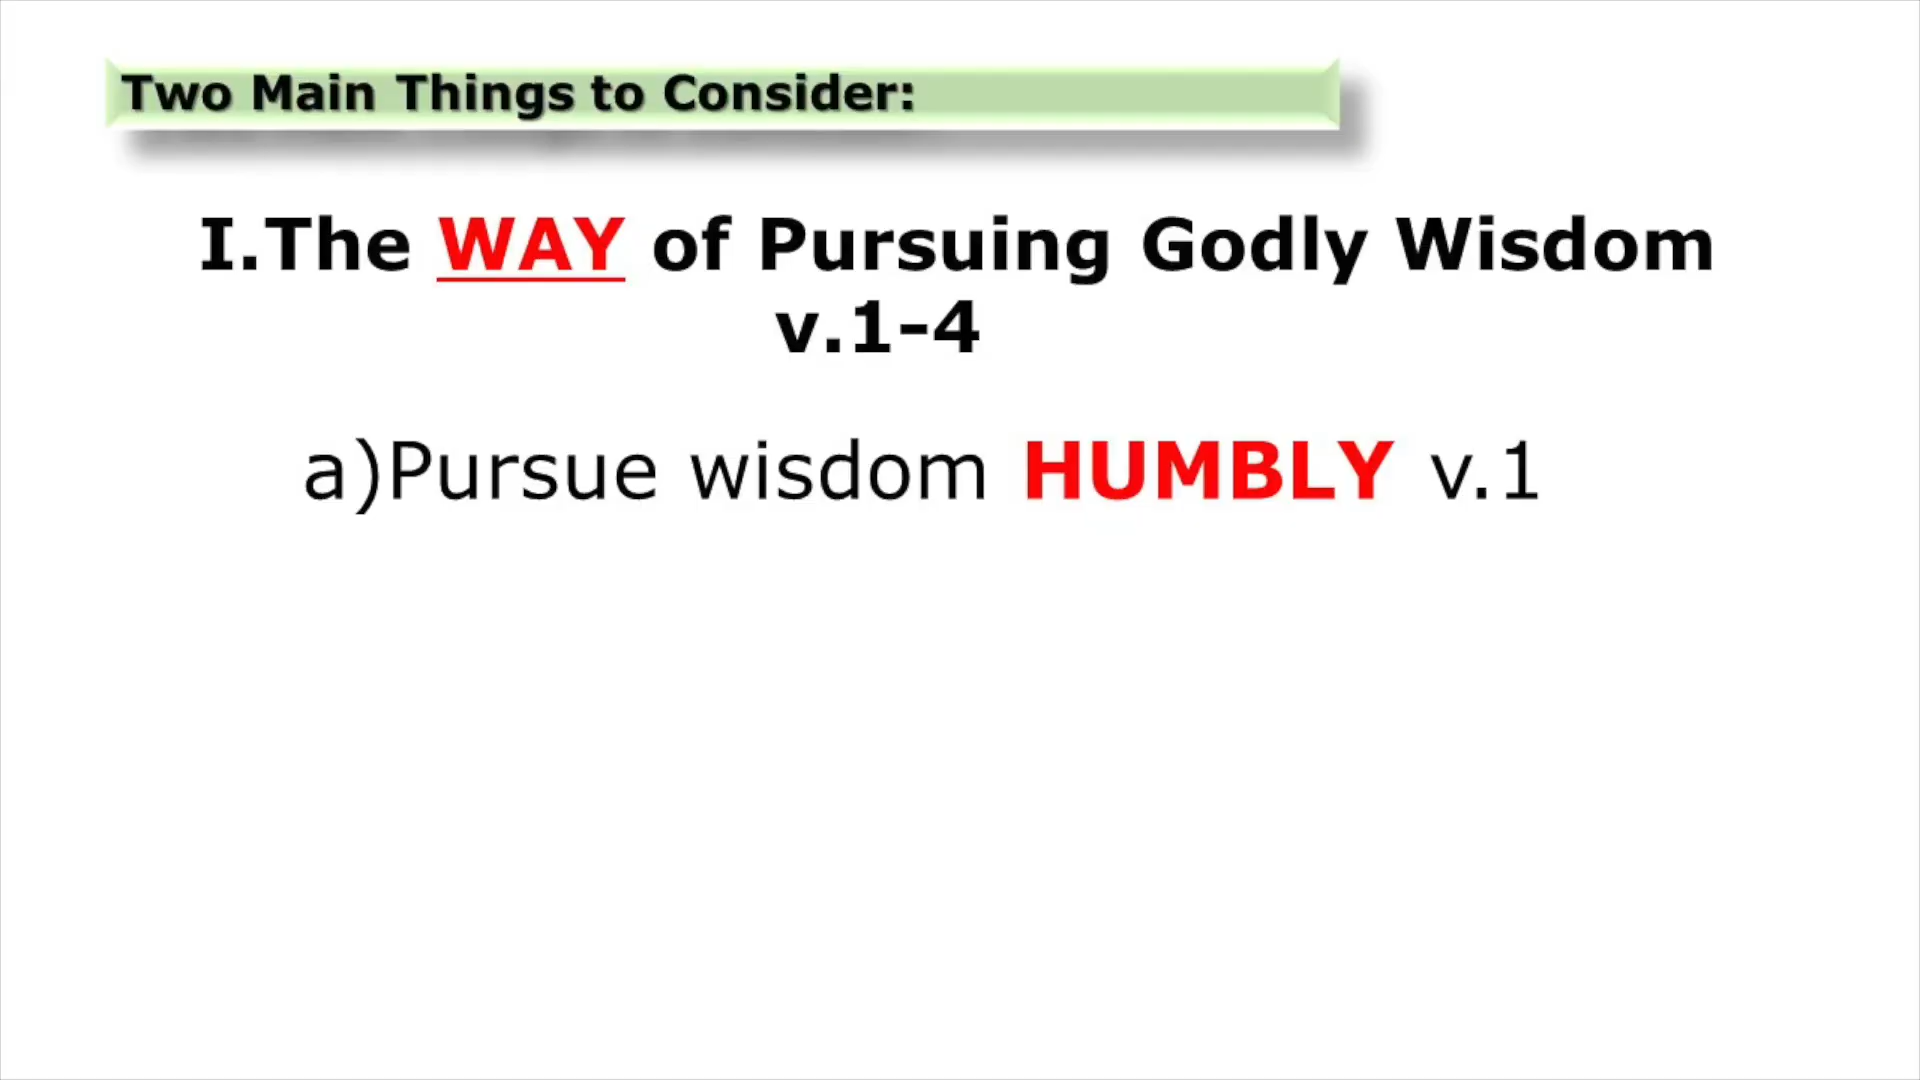 Two Main Things to Consider:
I.The WAY of Pursuing Godly Wisdom
v.1-4
a)Pursue wisdom HUMBLY v.1